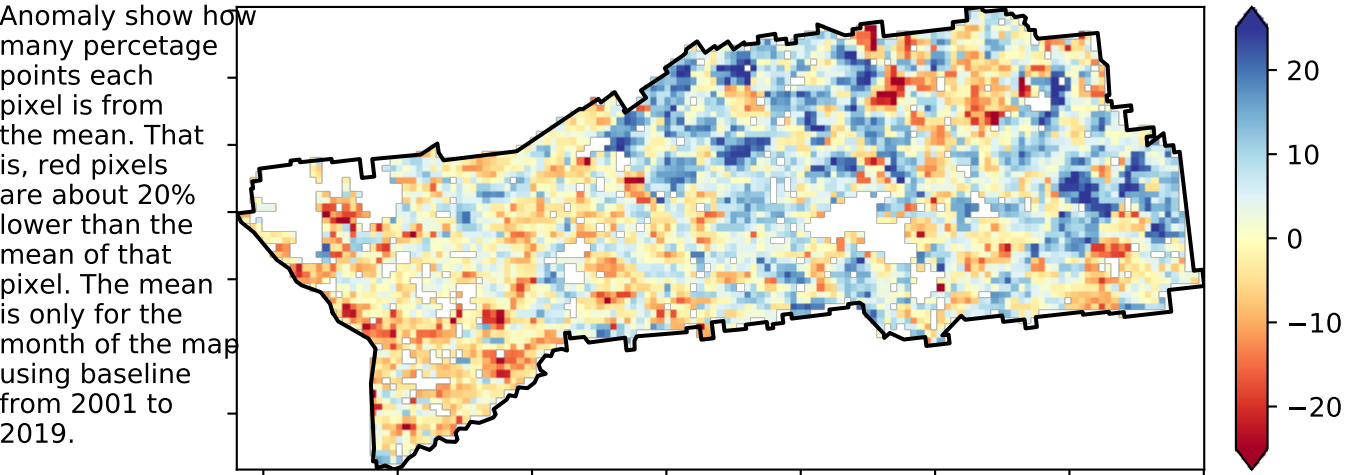 Anomaly show how
many percetage
points each
pixel is from
the mean. That
is, red pixels
are about 20%
lower than the
mean of that
pixel. The mean
is only for the
month of the map
using baseline
from 2001 to
2019.
20
10
0
−10
−20